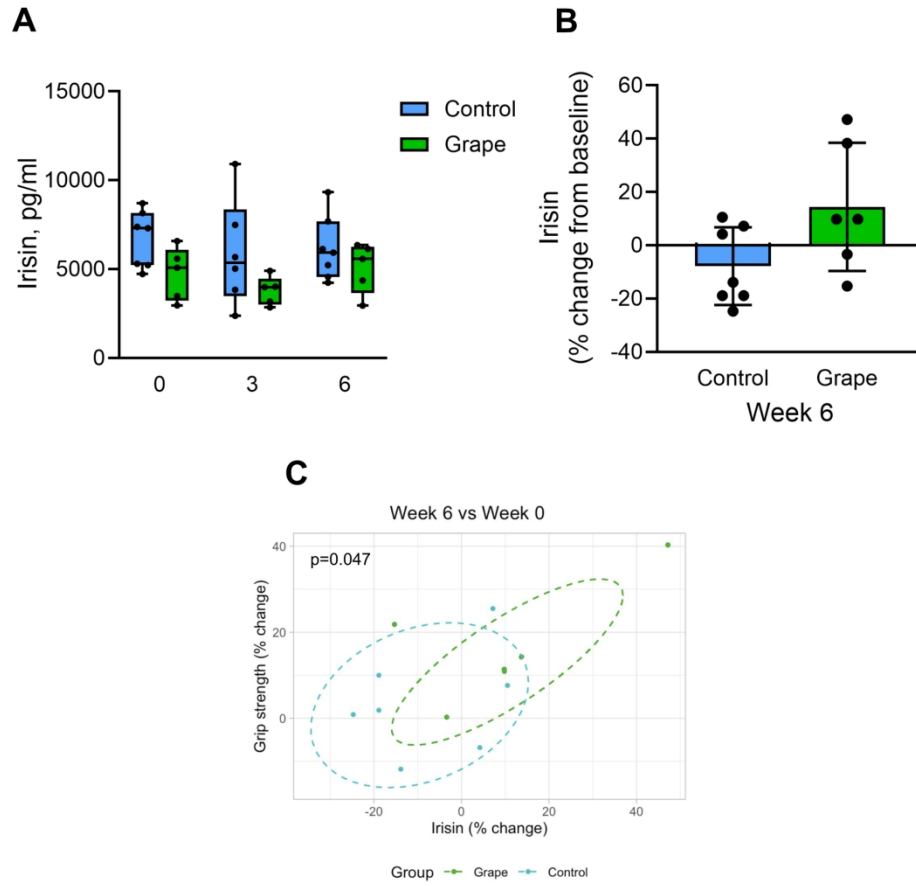 A
Irisin, pg/ml
15000
10000
5000
0
0 3 6
Control
Grape
B
Irisin
(% change from baseline)
60
40
20
0
-20
-40
Control Grape
Week 6
C
Week 6 vs Week 0
p=0.047
Grip strength (% change)
40
20
0
-20 0 20 40
Irisin (% change)
Group Grape Control